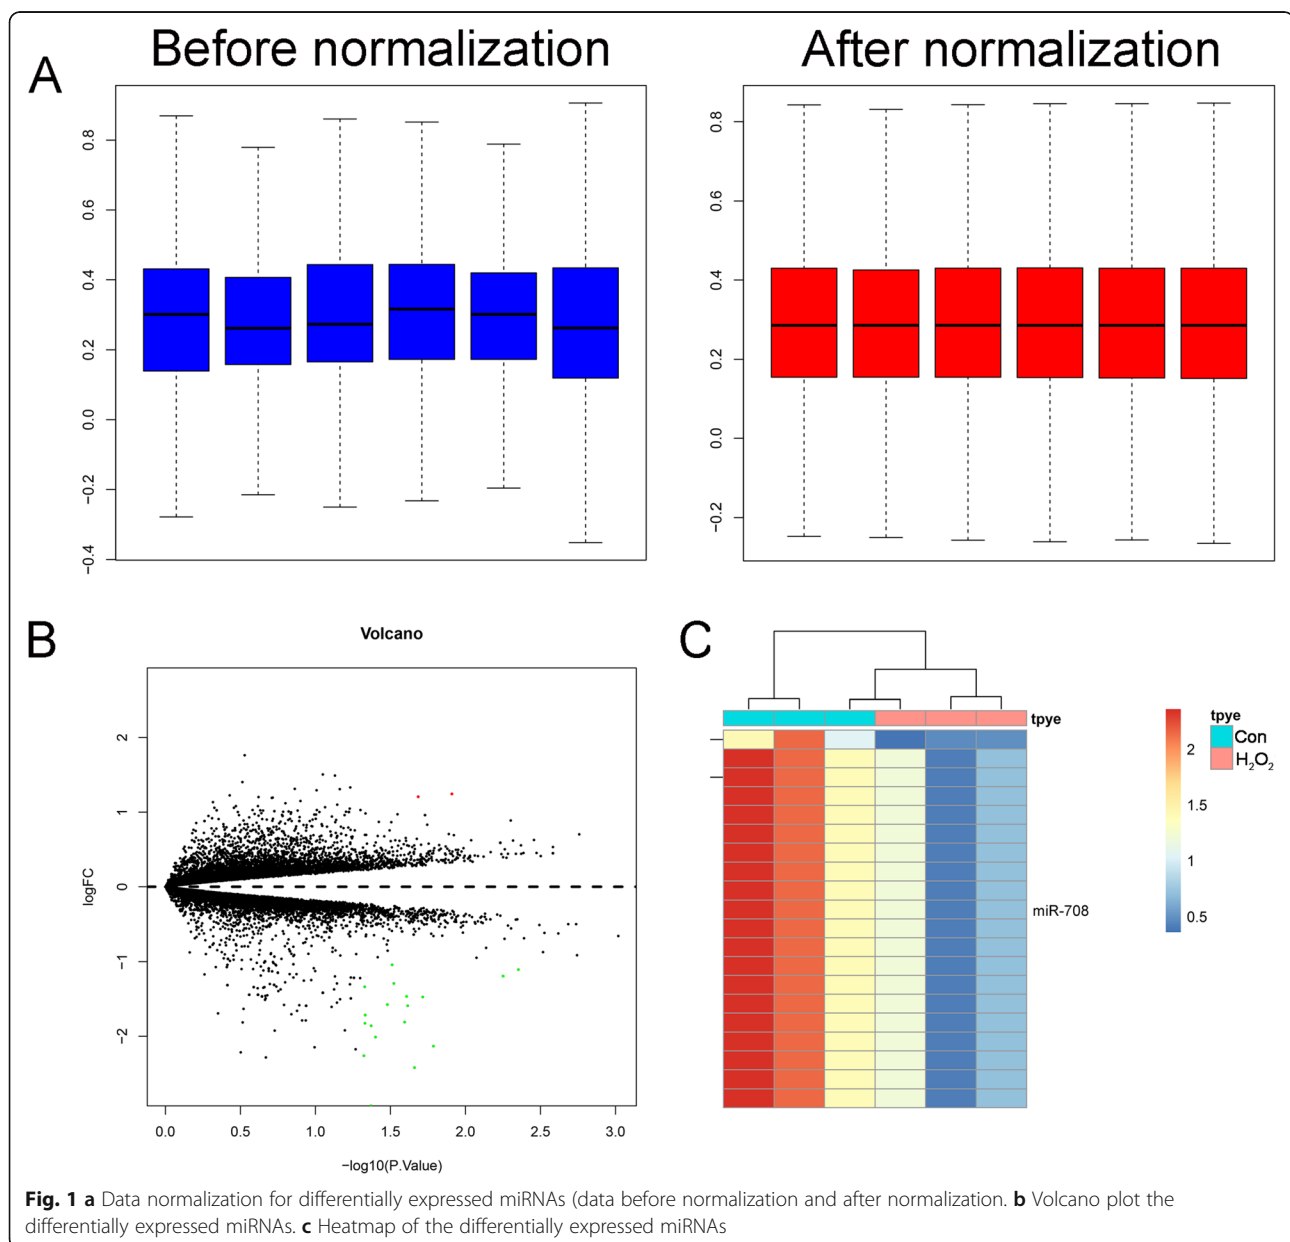 Before normalization
After normalization
A
0.8
0.6
0.4
0.2
0.0
−0.2
−0.4
0.8
0.6
0.4
0.2
0.0
−0.2
B
Volcano
logFC
2
1
0
−1
−2
0.0 0.5 1.0 1.5 2.0 2.5 3.0
−log10(P.Value)
C
tpye
miR-708
2
1.5
1
0.5
tpye
Con
H₂O₂
Fig. 1 a Data normalization for differentially expressed miRNAs (data before normalization and after normalization. b Volcano plot the
differentially expressed miRNAs. c Heatmap of the differentially expressed miRNAs